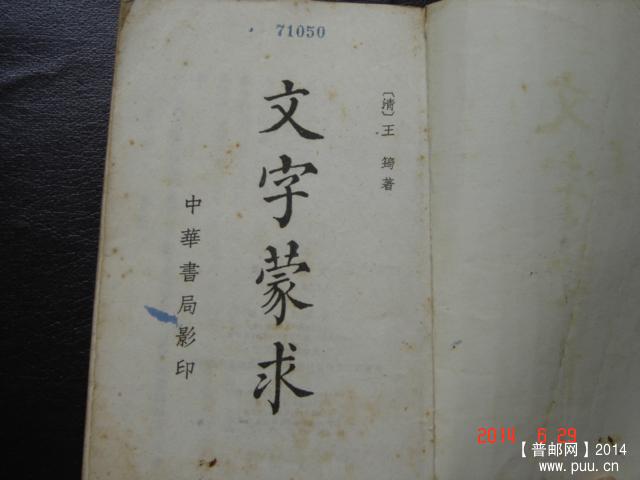 71050
〔清〕王筠著
文字蒙求
中華書局影印
2014 6 29
【普邮网】2014
www.puu.cn